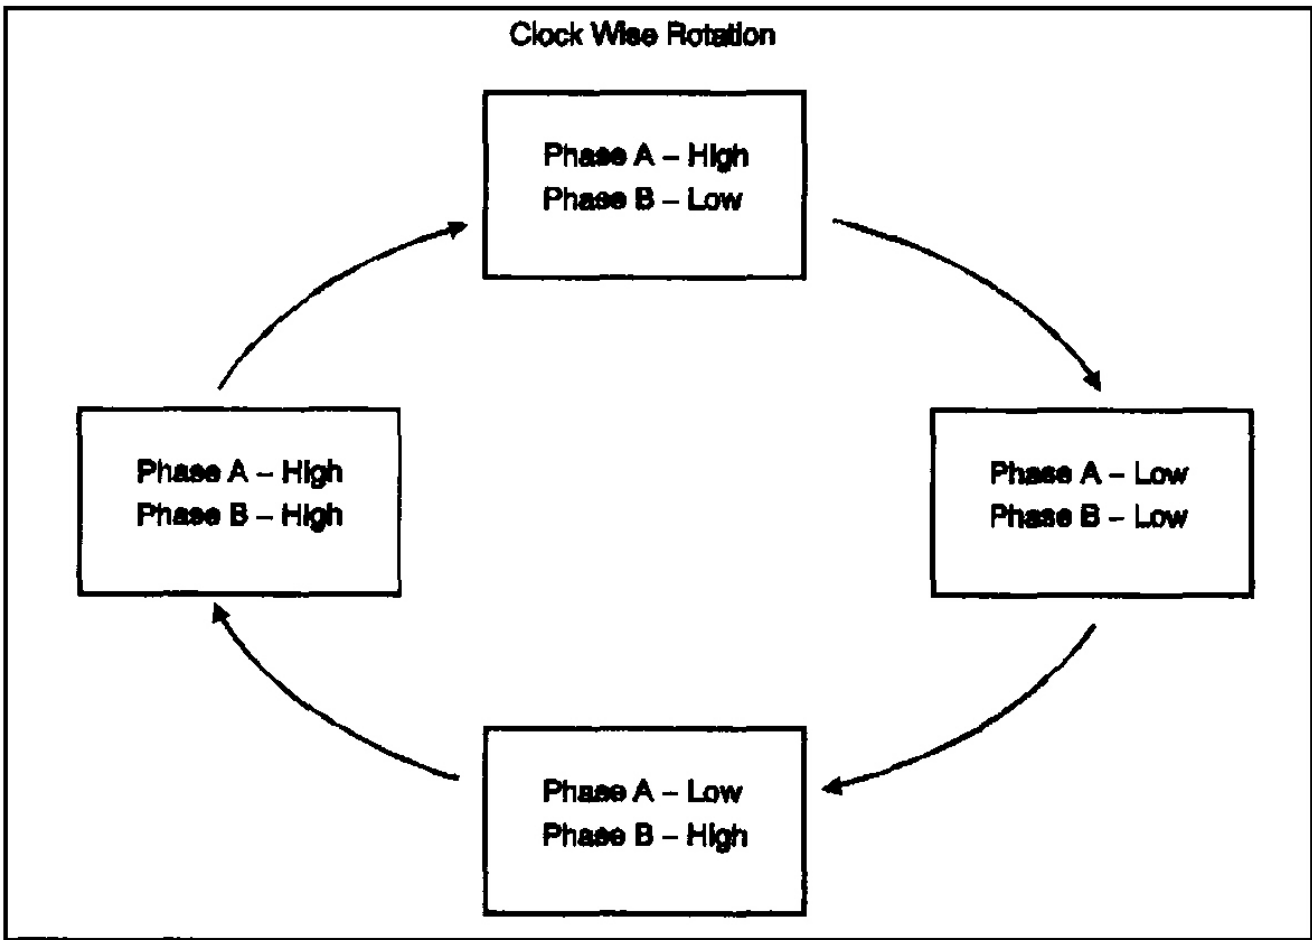 Clock Wise Rotation
Phase A – High
Phase B – Low
Phase A – High
Phase B – High
Phase A – Low
Phase B – Low
Phase A – Low
Phase B – High